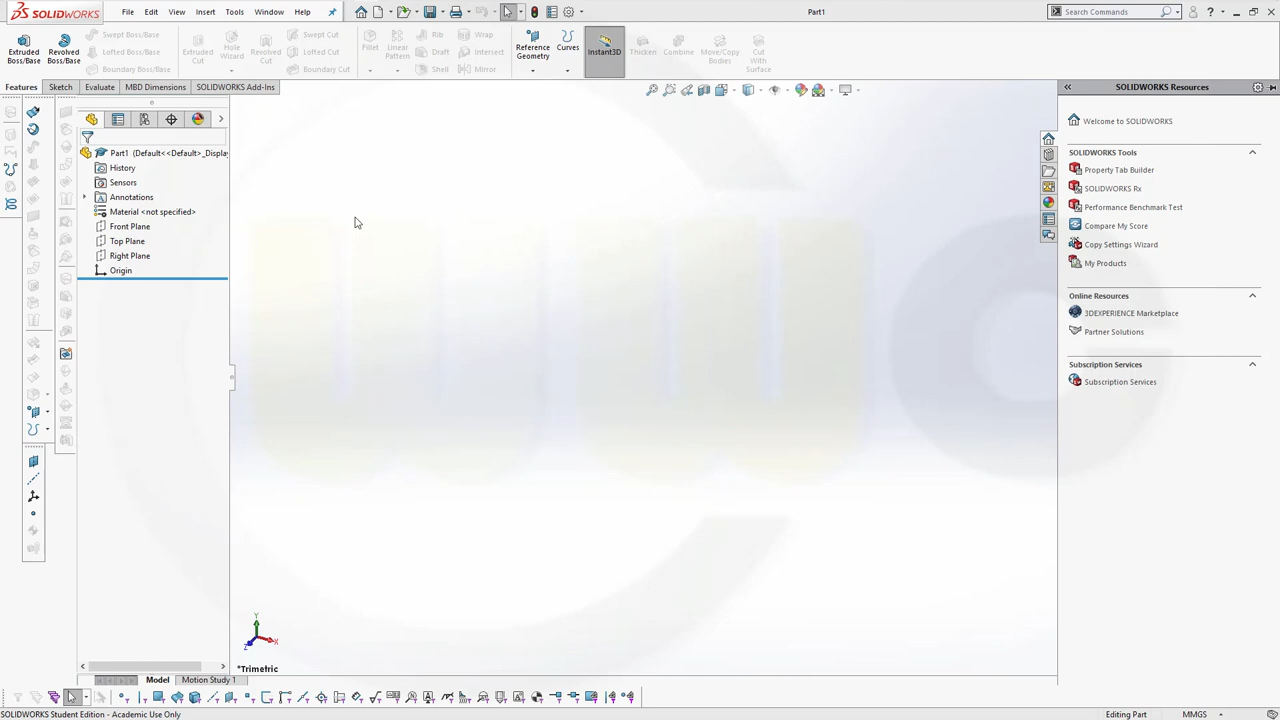 SOLIDWORKS File Edit View Insert Tools Window Help Part1 Search Commands
Extruded Boss/Base
Revolved Boss/Base
Swept Boss/Base
Lofted Boss/Base
Boundary Boss/Base
Extruded Cut
Hole Wizard
Revolved Cut
Swept Cut
Lofted Cut
Boundary Cut
Fillet
Linear Pattern
Rib
Draft
Shell
Wrap
Intersect
Mirror
Reference Geometry
Curves
Instant3D
Thicken
Combine
Move/Copy Bodies
Cut With Surface
Features Sketch Evaluate MBD Dimensions SOLIDWORKS Add-Ins
Part1 (Default<<Default>_Displa
History
Sensors
Annotations
Material <not specified>
Front Plane
Top Plane
Right Plane
Origin
Y
X
Z
*Trimetric
SOLIDWORKS Resources
Welcome to SOLIDWORKS
SOLIDWORKS Tools
Property Tab Builder
SOLIDWORKS Rx
Performance Benchmark Test
Compare My Score
Copy Settings Wizard
My Products
Online Resources
3DEXPERIENCE Marketplace
Partner Solutions
Subscription Services
Subscription Services
Model Motion Study 1
SOLIDWORKS Student Edition - Academic Use Only Editing Part MMGS